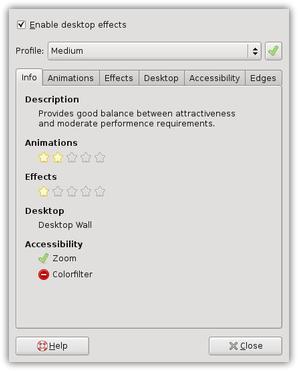 Enable desktop effects
Profile: Medium
Info Animations Effects Desktop Accessibility Edges
Description
Provides good balance between attractiveness
and moderate performence requirements.
Animations
Effects
Desktop
Desktop Wall
Accessibility
Zoom
Colorfilter
Help Close